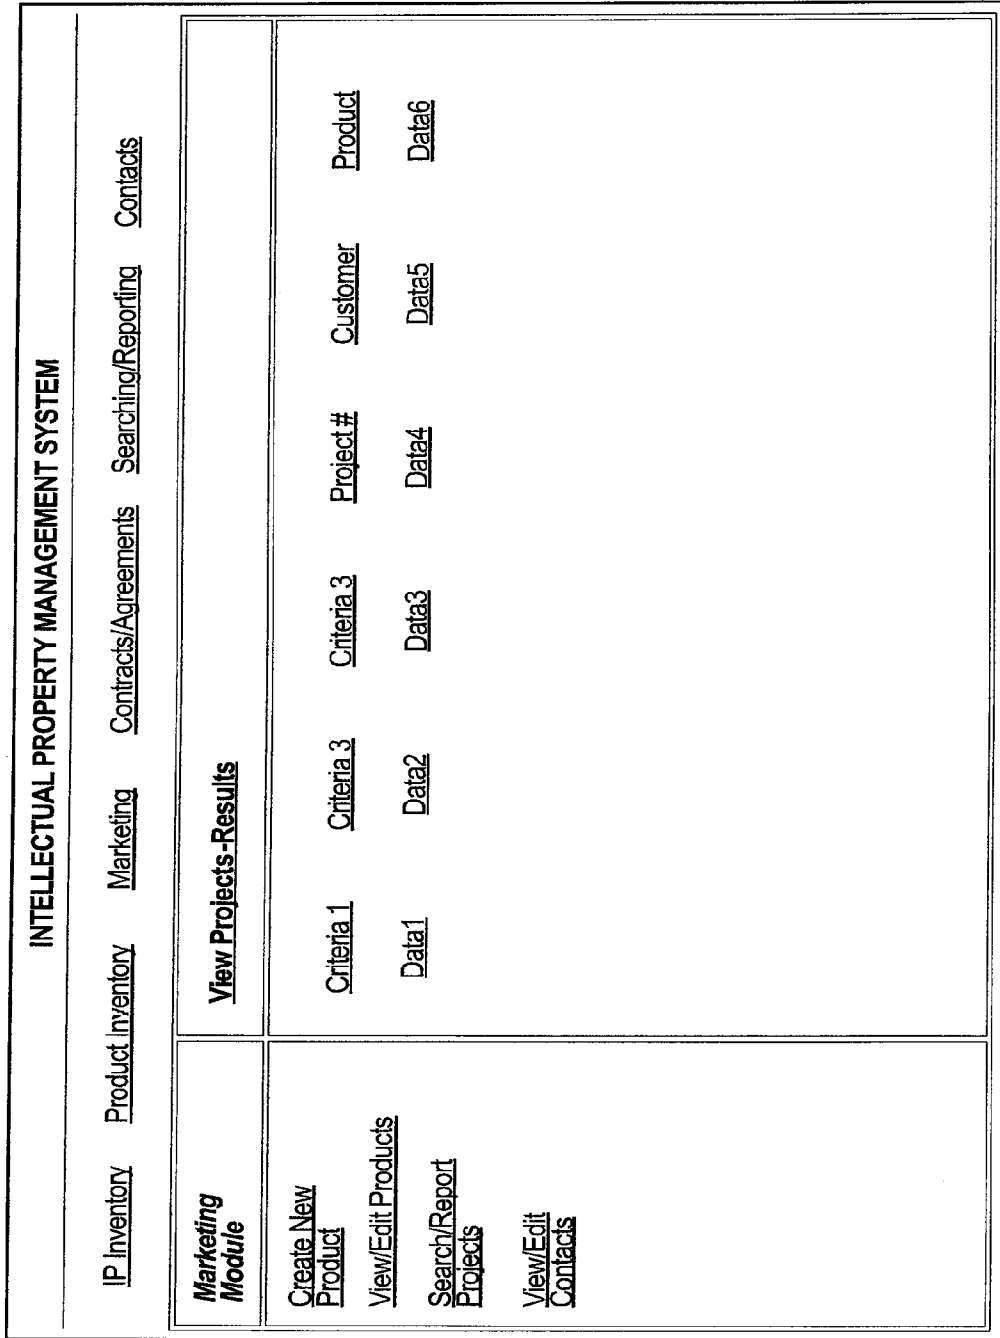 INTELLECTUAL PROPERTY MANAGEMENT SYSTEM
IP Inventory Product Inventory Marketing Contracts/Agreements Searching/Reporting Contacts
Marketing
Module
View Projects-Results
Create New
Product
View/Edit Products
Search/Report
Projects
View/Edit
Contacts
Criteria 1 Criteria 3 Criteria 3 Project # Customer Product
Data1 Data2 Data3 Data4 Data5 Data6